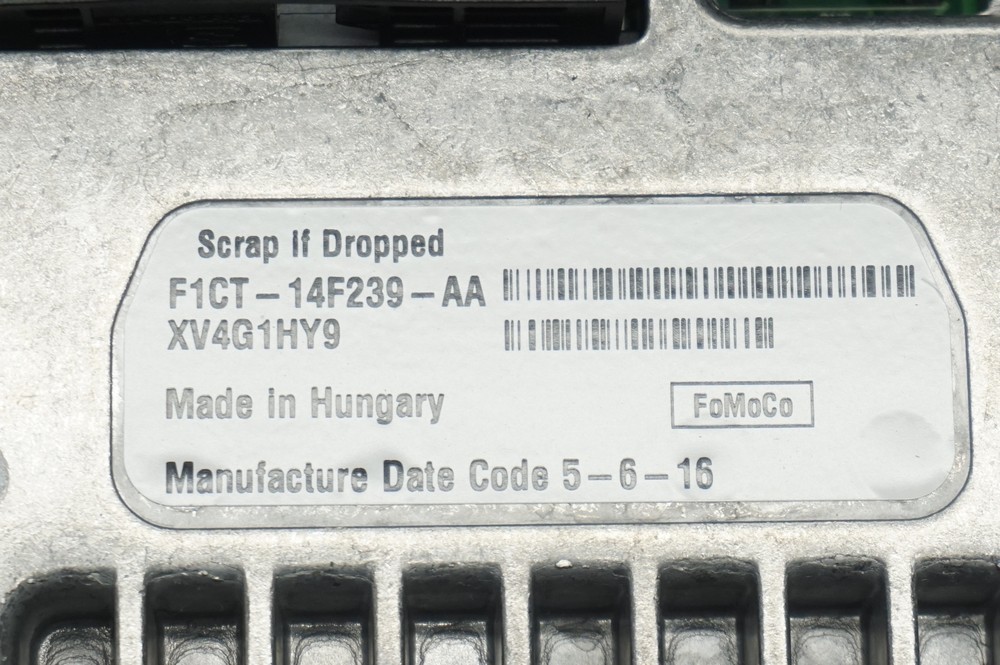 Scrap If Dropped
F1CT-14F239-AA
XV4G1HY9
Made in Hungary
FoMoCo
Manufacture Date Code 5-6-16